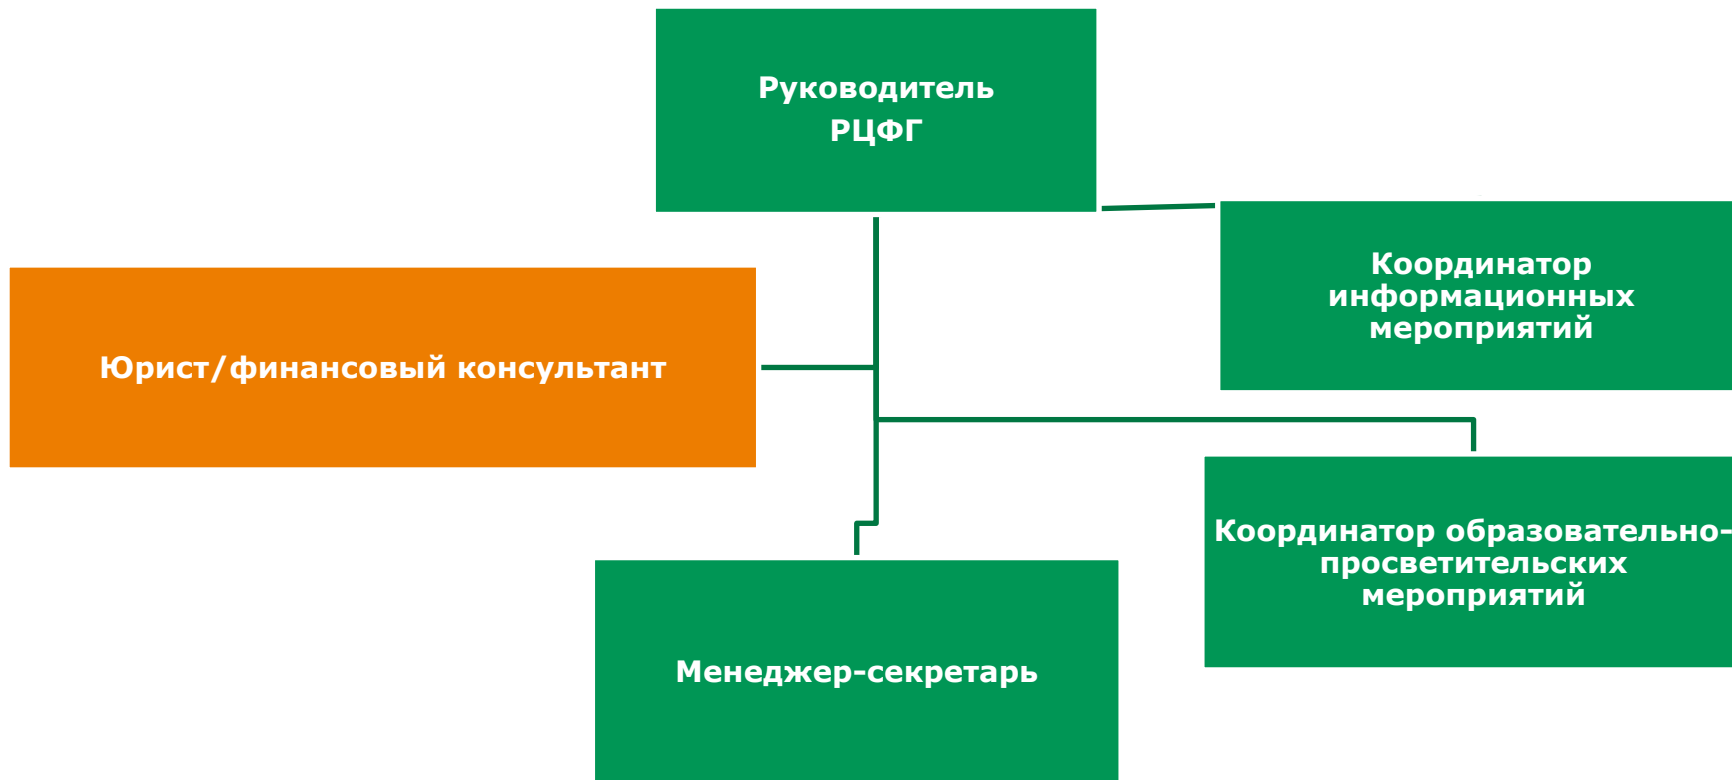 Руководитель
РЦФГ
Координатор
информационных
мероприятий
Юрист/финансовый консультант
Координатор образовательно-
просветительских
мероприятий
Менеджер-секретарь